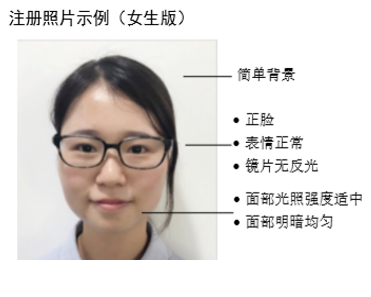 注册照片示例（女生版）
简单背景
• 正脸
• 表情正常
• 镜片无反光
• 面部光照强度适中
• 面部明暗均匀